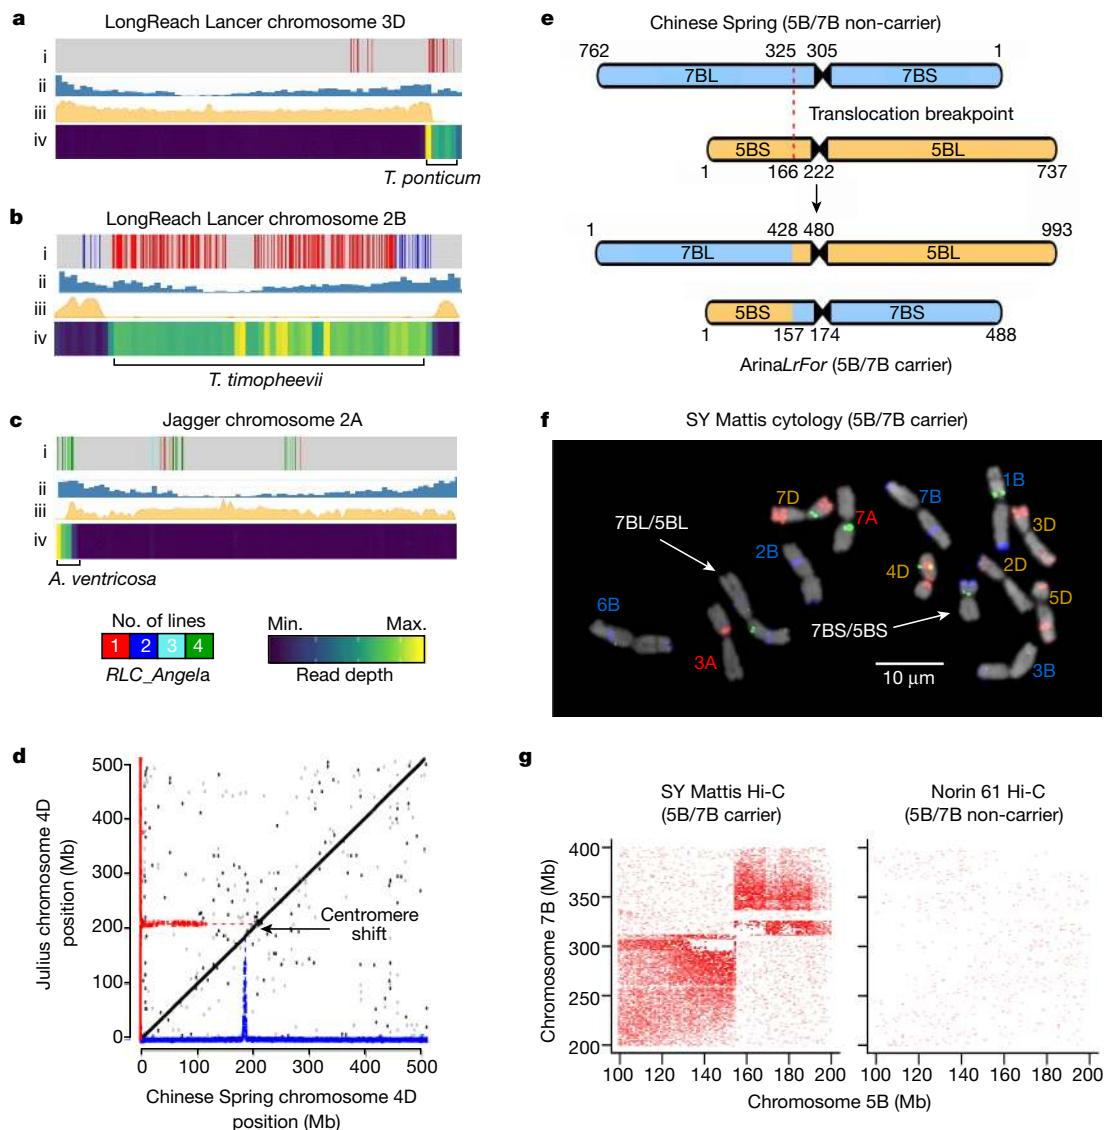 a
LongReach Lancer chromosome 3D
i
ii
iii
iv
T. ponticum
b
LongReach Lancer chromosome 2B
i
ii
iii
iv
T. timopheevii
c
Jagger chromosome 2A
i
ii
iii
iv
A. ventricosa
No. of lines
1 2 3 4
RLC_Angela
Min. Max.
Read depth
d
Julius chromosome 4D
position (Mb)
500
400
300
200
100
0
Centromere
shift
0 100 200 300 400 500
Chinese Spring chromosome 4D
position (Mb)
e
Chinese Spring (5B/7B non-carrier)
762 325 305 1
7BL 7BS
Translocation breakpoint
5BS 5BL
1 166 222 737
1 428 480 993
7BL 5BL
5BS 7BS
1 157 174 488
ArinaLrFor (5B/7B carrier)
f
SY Mattis cytology (5B/7B carrier)
7D
7A
7B
1B
3D
7BL/5BL
2B
4D
2D
5D
6B
7BS/5BS
3A
3B
10 μm
g
SY Mattis Hi-C
(5B/7B carrier)
Norin 61 Hi-C
(5B/7B non-carrier)
Chromosome 7B (Mb)
400
350
300
250
200
100 120 140 160 180 200
100 120 140 160 180 200
Chromosome 5B (Mb)